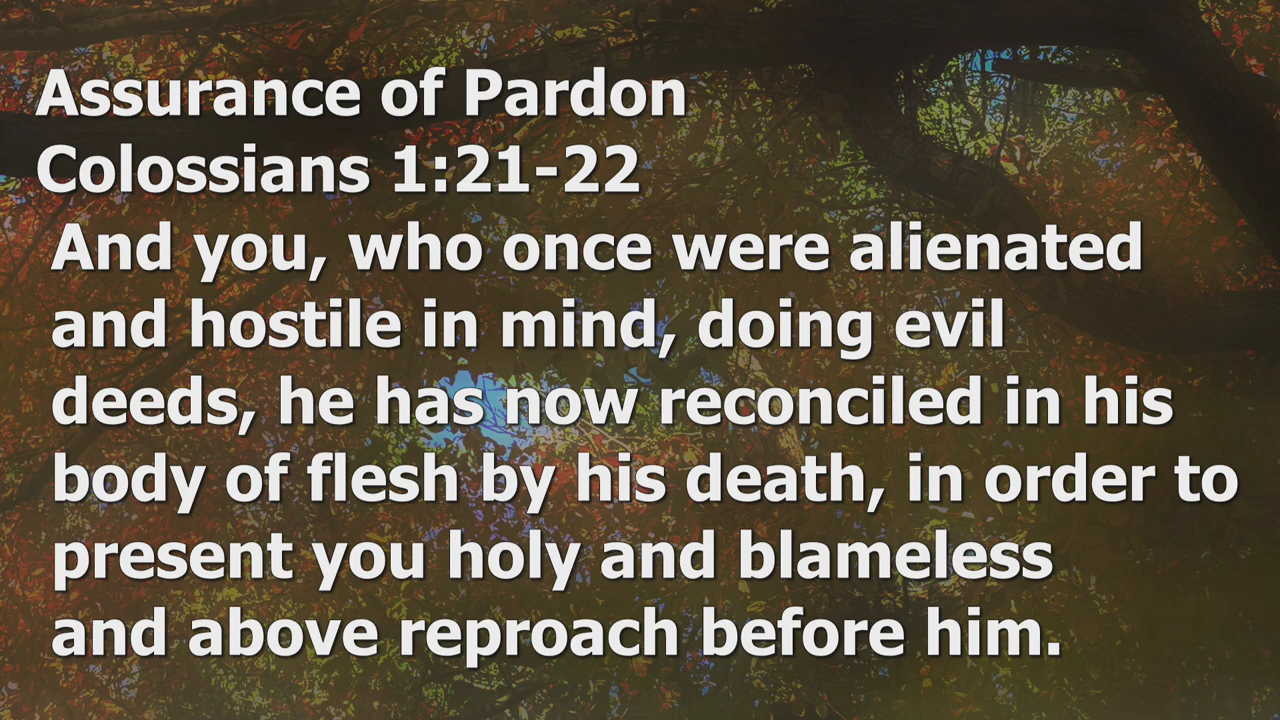 Assurance of Pardon
Colossians 1:21-22
And you, who once were alienated
and hostile in mind, doing evil
deeds, he has now reconciled in his
body of flesh by his death, in order to
present you holy and blameless
and above reproach before him.